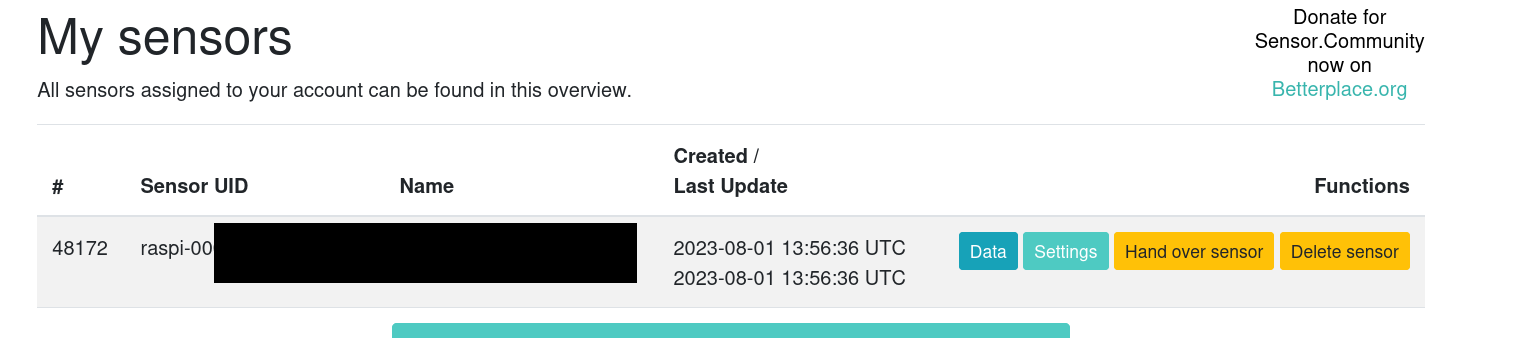 My sensors
All sensors assigned to your account can be found in this overview.
Donate for
Sensor.Community
now on
Betterplace.org
# Sensor UID Name Created /
Last Update Functions
48172 raspi-00 2023-08-01 13:56:36 UTC Data Settings Hand over sensor Delete sensor
2023-08-01 13:56:36 UTC